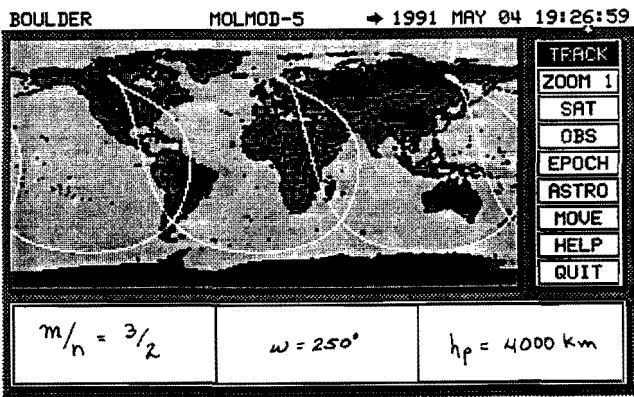 BOULDER MOLMOD-5 → 1991 MAY 04 19:26:59
TRACK
ZOOM 1
SAT
OBS
EPOCH
ASTRO
MOVE
HELP
QUIT
m/n = 3/2
w = 250°
hp = 4000 km